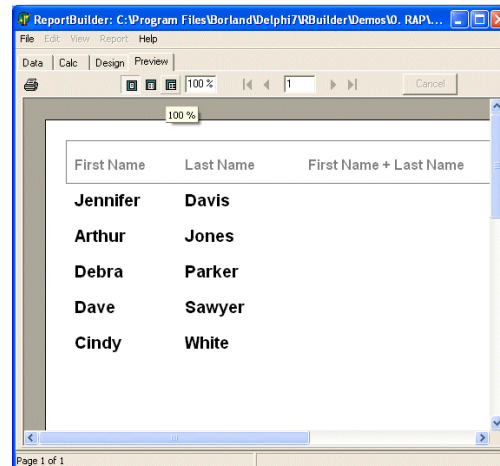 ReportBuilder: C:\Program Files\Borland\Delphi7\RBuilder\Demos\0. RAP\...
File Edit View Report Help
Data Calc Design Preview
100 % 1 Cancel
100 %
First Name Last Name First Name + Last Name
Jennifer Davis
Arthur Jones
Debra Parker
Dave Sawyer
Cindy White
Page 1 of 1